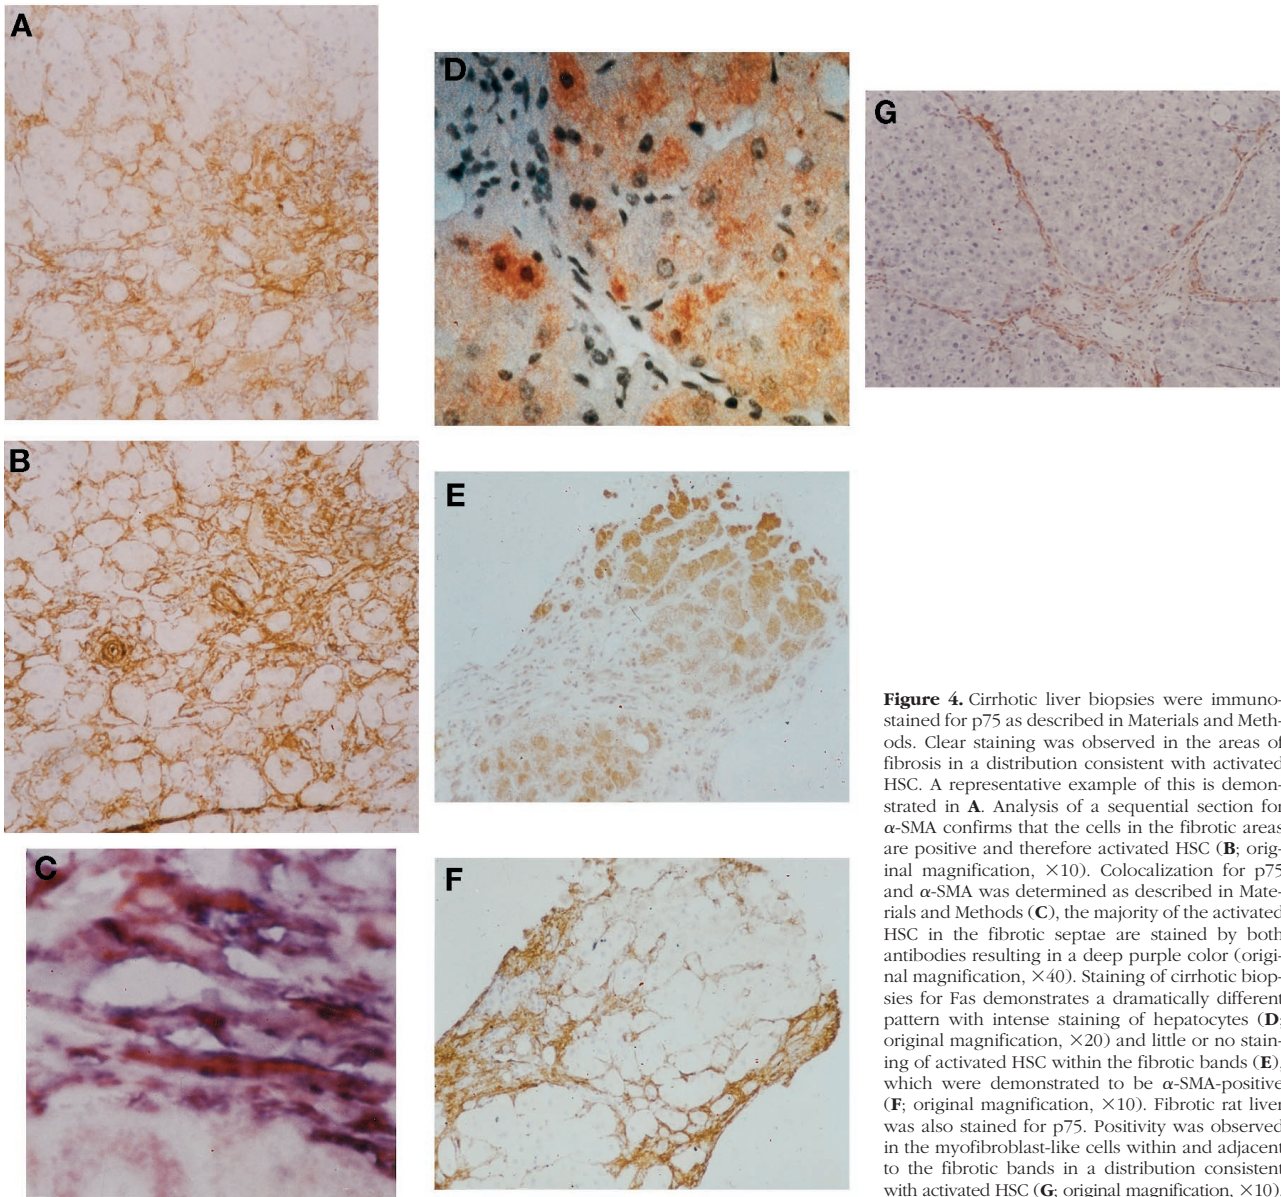 A
B
C
D
E
F
G
Figure 4. Cirrhotic liver biopsies were immuno-
stained for p75 as described in Materials and Meth-
ods. Clear staining was observed in the areas of
fibrosis in a distribution consistent with activated
HSC. A representative example of this is demon-
strated in A. Analysis of a sequential section for
α-SMA confirms that the cells in the fibrotic areas
are positive and therefore activated HSC (B; orig-
inal magnification, ×10). Colocalization for p75
and α-SMA was determined as described in Mate-
rials and Methods (C), the majority of the activated
HSC in the fibrotic septae are stained by both
antibodies resulting in a deep purple color (origi-
nal magnification, ×40). Staining of cirrhotic biop-
sies for Fas demonstrates a dramatically different
pattern with intense staining of hepatocytes (D;
original magnification, ×20) and little or no stain-
ing of activated HSC within the fibrotic bands (E),
which were demonstrated to be α-SMA-positive
(F; original magnification, ×10). Fibrotic rat liver
was also stained for p75. Positivity was observed
in the myofibroblast-like cells within and adjacent
to the fibrotic bands in a distribution consistent
with activated HSC (G; original magnification, ×10).